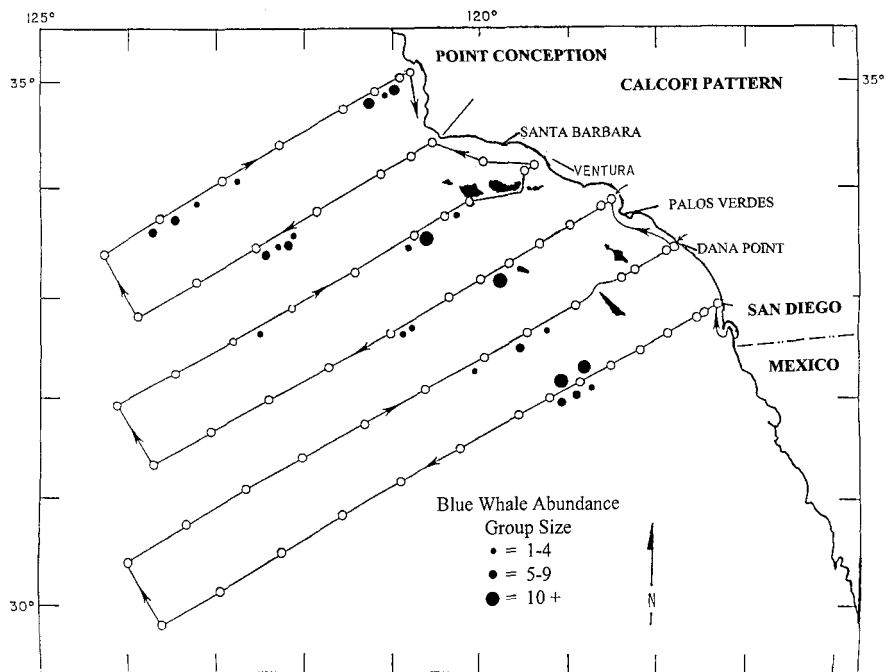 125°
120°
POINT CONCEPTION
35°
35°
CALCOFI PATTERN
SANTA BARBARA
VENTURA
PALOS VERDES
DANA POINT
SAN DIEGO
MEXICO
Blue Whale Abundance
Group Size
• = 1-4
● = 5-9
● = 10 +
N
30°